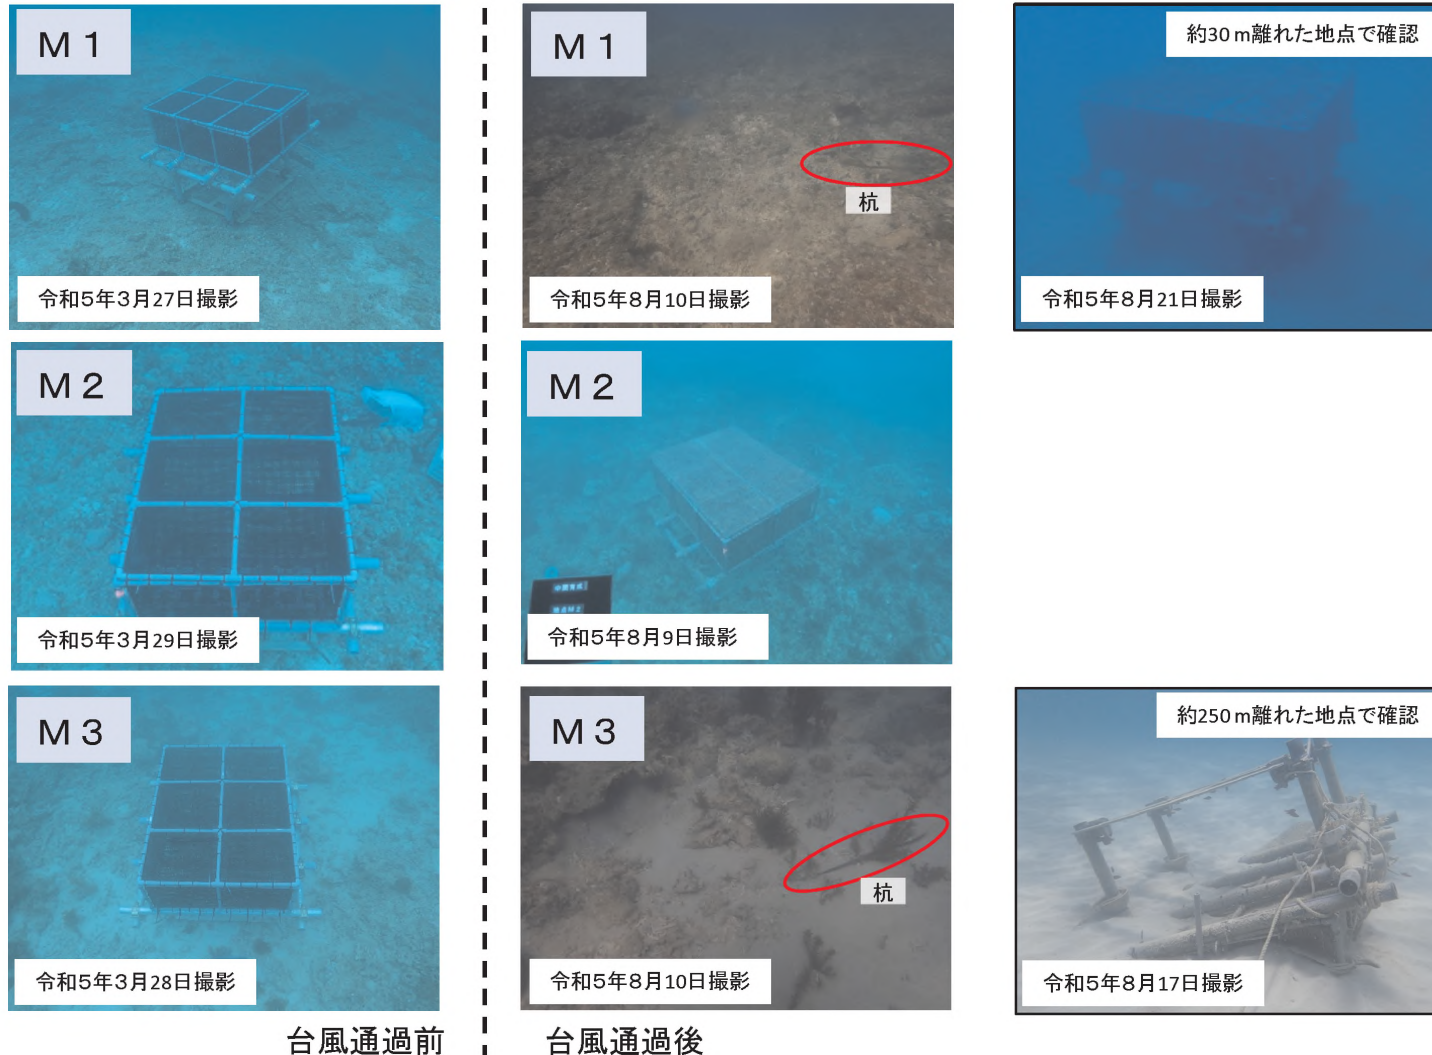 M1
令和5年3月27日撮影
M1
杭
令和5年8月10日撮影
約30m離れた地点で確認
令和5年8月21日撮影
M2
令和5年3月29日撮影
M2
地点M2
令和5年8月9日撮影
M3
令和5年3月28日撮影
M3
杭
令和5年8月10日撮影
約250m離れた地点で確認
令和5年8月17日撮影
台風通過前
台風通過後